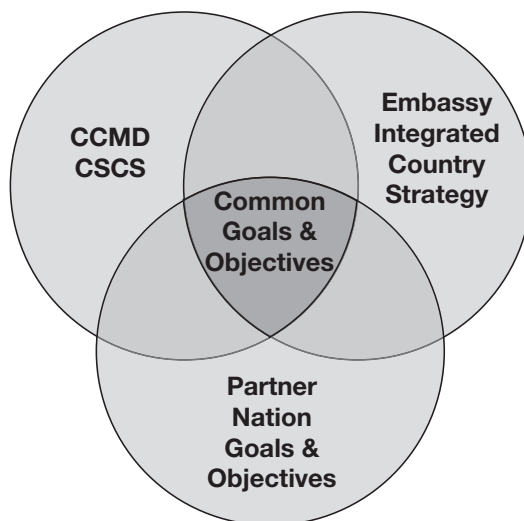 CCMD
CSCS
Embassy
Integrated
Country
Strategy
Common
Goals &
Objectives
Partner
Nation
Goals &
Objectives